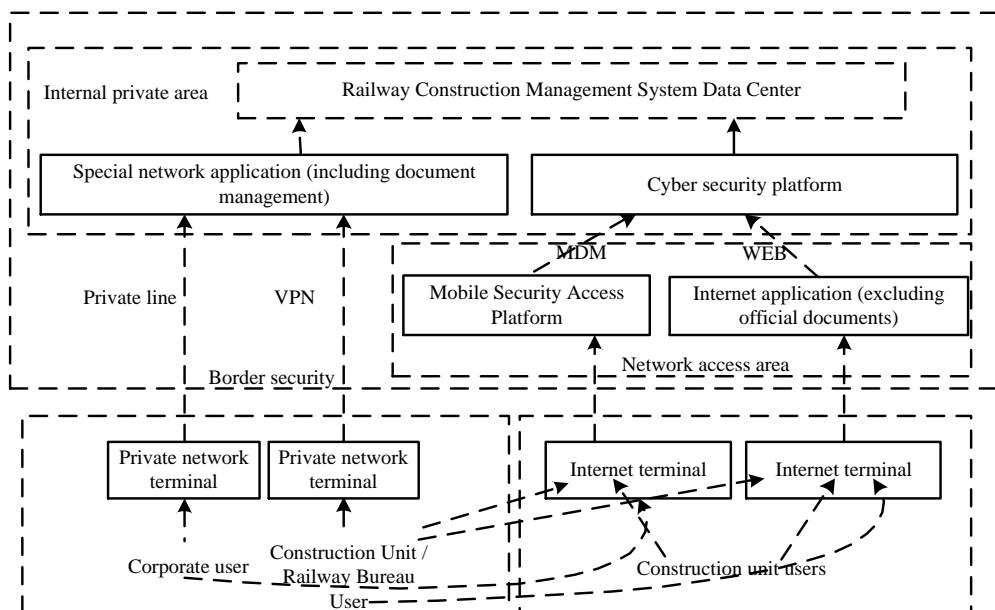 Railway Construction Management System Data Center
Internal private area
Special network application (including document
management)
Cyber security platform
MDM
WEB
Private line
VPN
Mobile Security Access
Platform
Internet application (excluding
official documents)
Network access area
Border security
Private network
terminal
Private network
terminal
Internet terminal
Internet terminal
Corporate user
Construction Unit /
Railway Bureau
User
Construction unit users